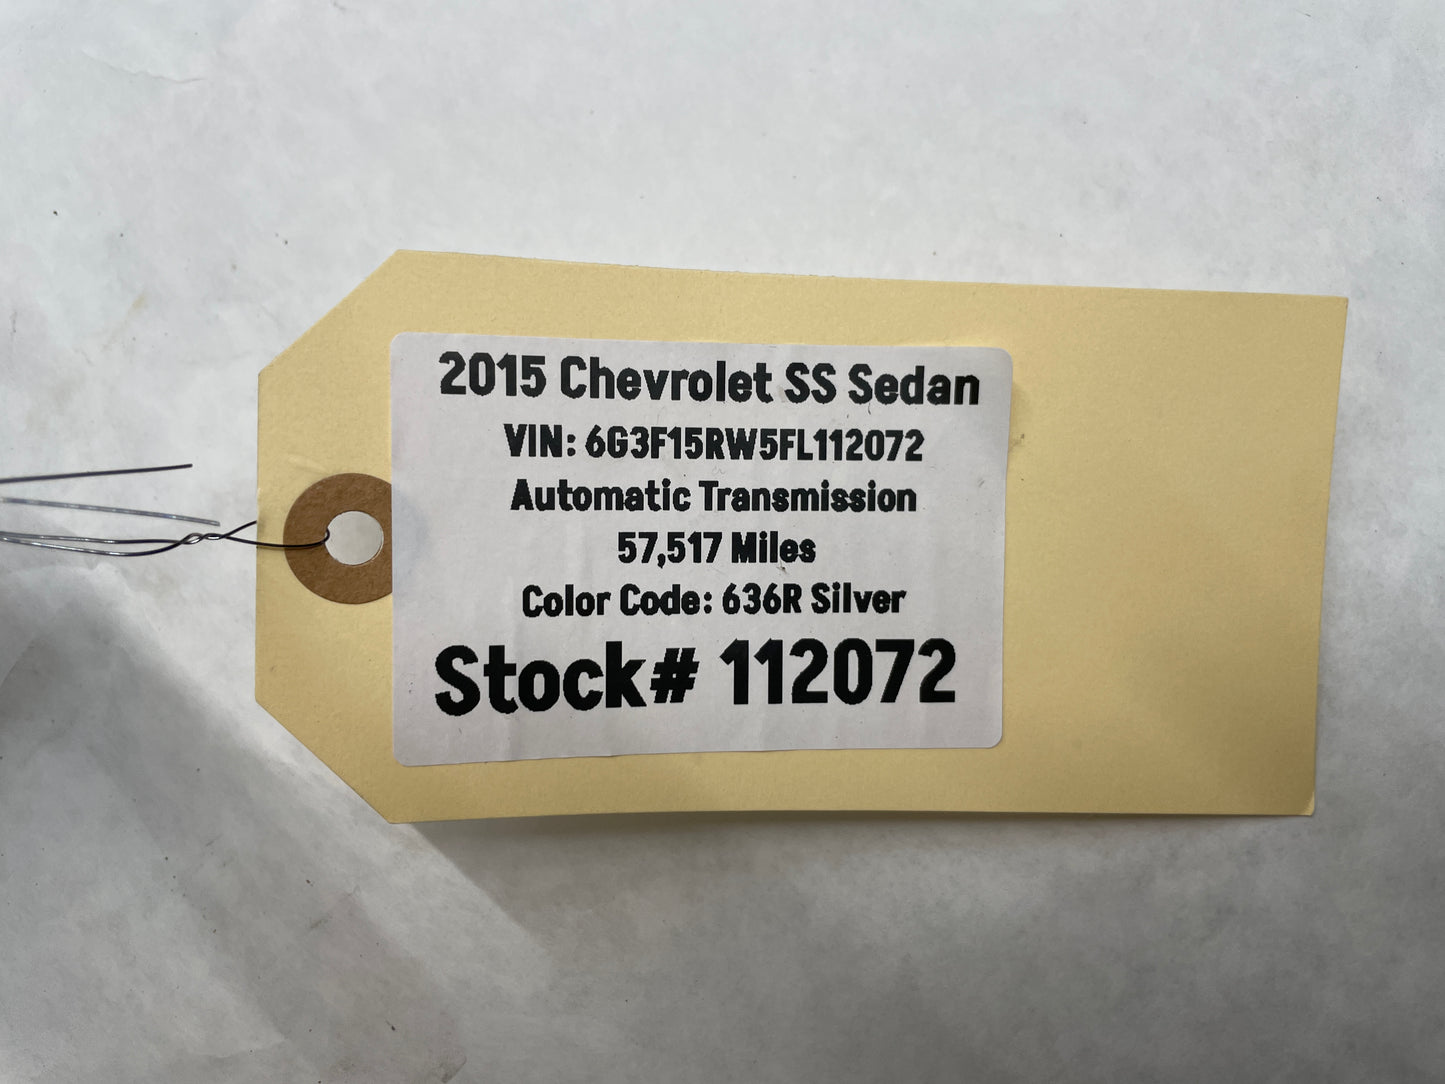 2015 Chevrolet SS Sedan
VIN: 6G3F15RW5FL112072
Automatic Transmission
57,517 Miles
Color Code: 636R Silver
Stock# 112072